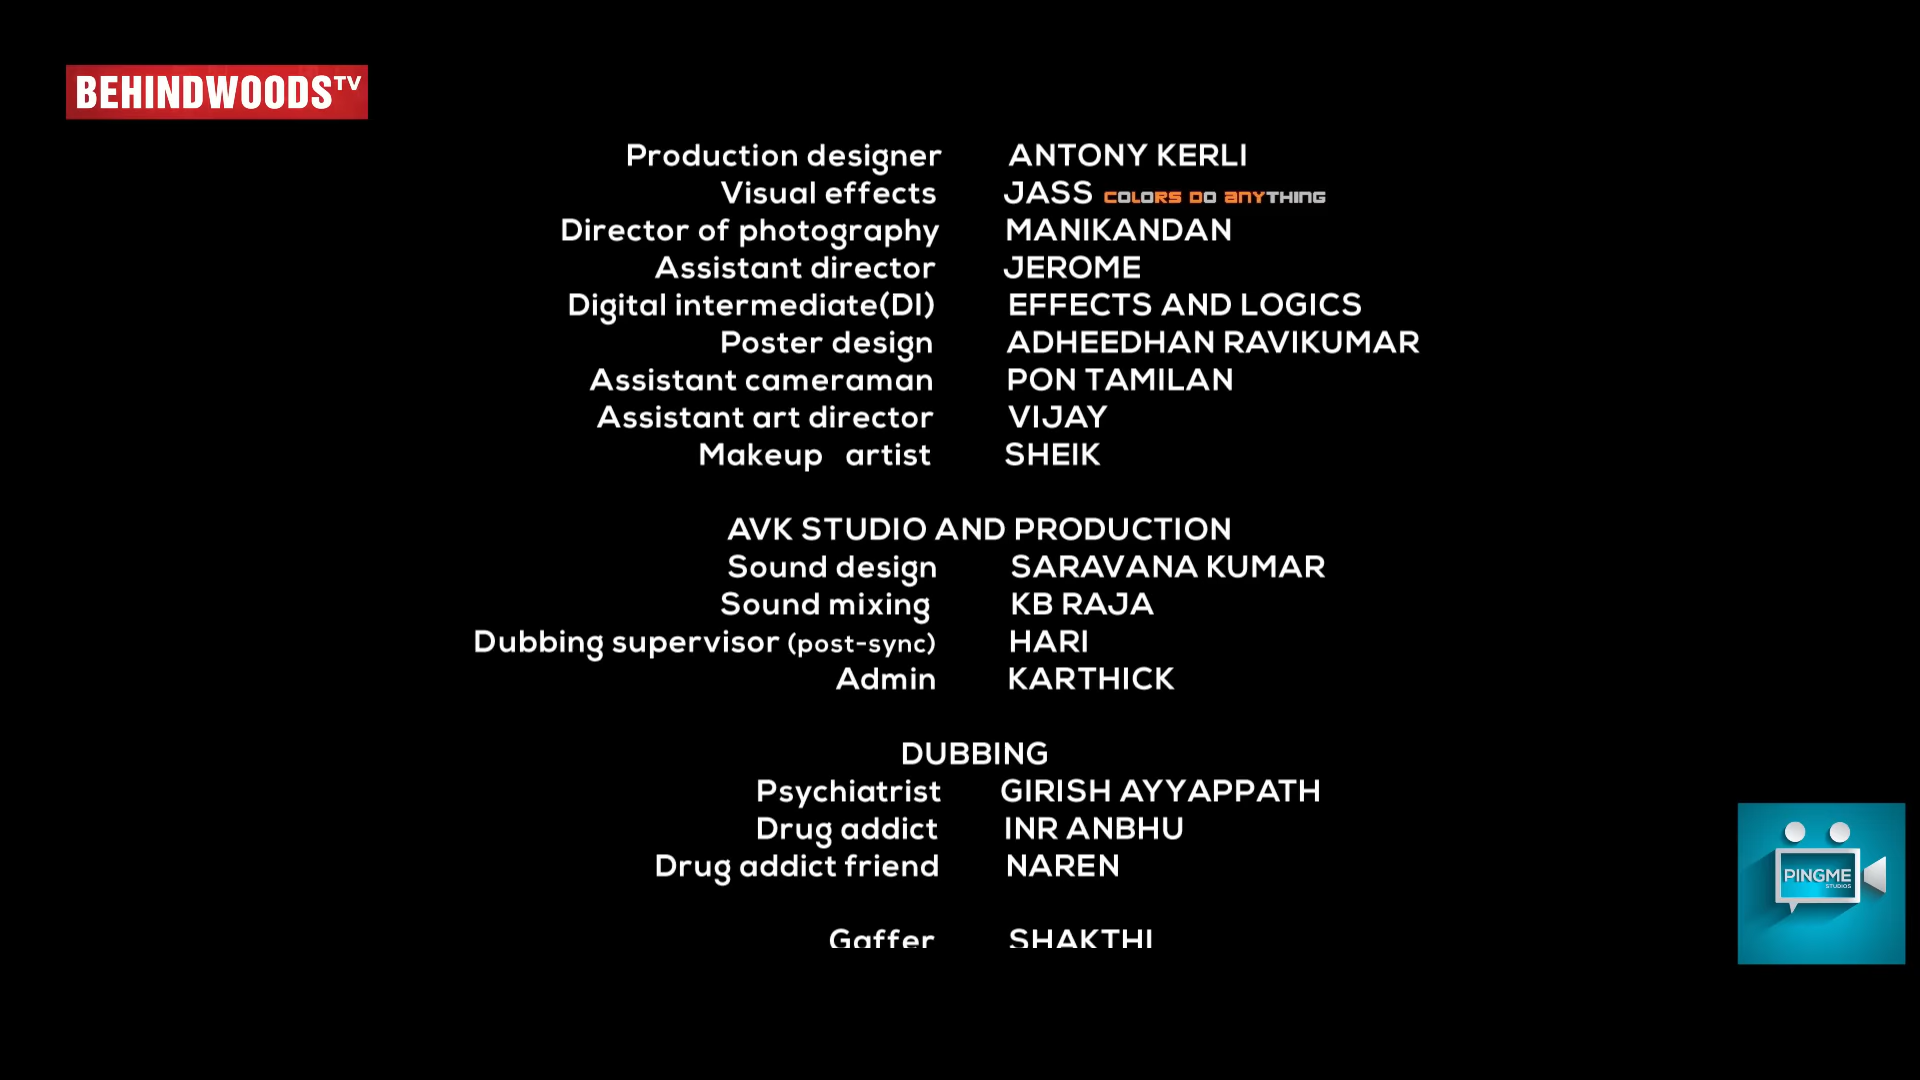 BEHINDWOODSTV
Production designer ANTONY KERLI
Visual effects JASS COLORS DO ANYTHING
Director of photography MANIKANDAN
Assistant director JEROME
Digital intermediate(DI) EFFECTS AND LOGICS
Poster design ADHEEDHAN RAVIKUMAR
Assistant cameraman PON TAMILAN
Assistant art director VIJAY
Makeup artist SHEIK
AVK STUDIO AND PRODUCTION
Sound design SARAVANA KUMAR
Sound mixing KB RAJA
Dubbing supervisor (post-sync) HARI
Admin KARTHICK
DUBBING
Psychiatrist GIRISH AYYAPPATH
Drug addict INR ANBHU
Drug addict friend NAREN
Gaffer SHAKTHI
PINGME
STUDIOS